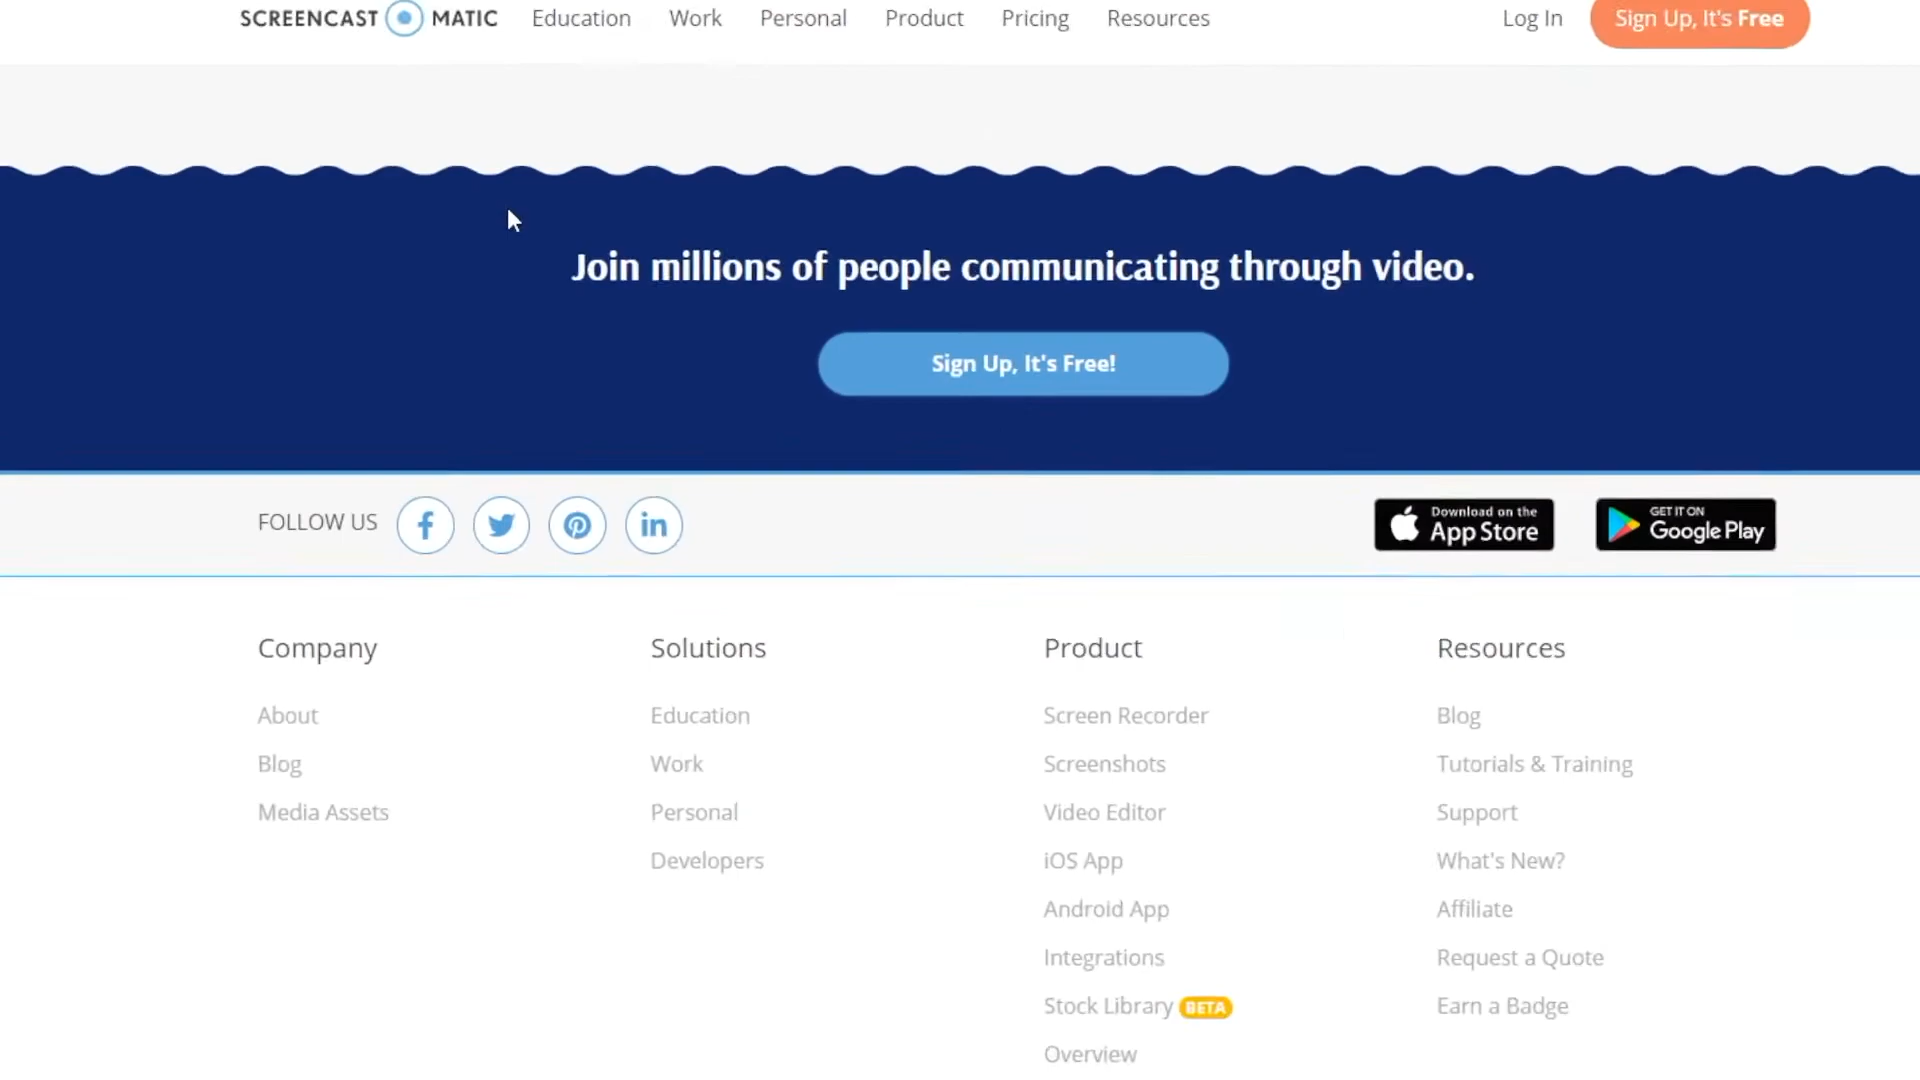 SCREENCAST MATIC Education Work Personal Product Pricing Resources Log In Sign Up, It's Free
Join millions of people communicating through video.
Sign Up, It's Free!
FOLLOW US
Download on the
App Store
GET IT ON
Google Play
Company
About
Blog
Media Assets
Solutions
Education
Work
Personal
Developers
Product
Screen Recorder
Screenshots
Video Editor
iOS App
Android App
Integrations
Stock Library BETA
Overview
Resources
Blog
Tutorials & Training
Support
What's New?
Affiliate
Request a Quote
Earn a Badge